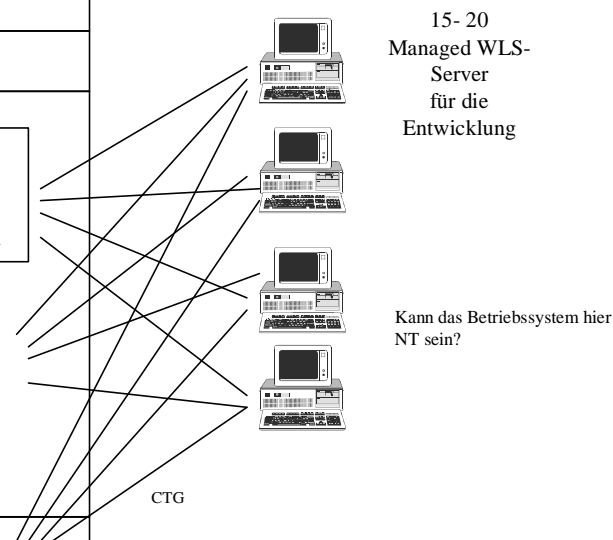 15- 20
Managed WLS-
Server
für die
Entwicklung
Kann das Betriebssystem hier
NT sein?
CTG